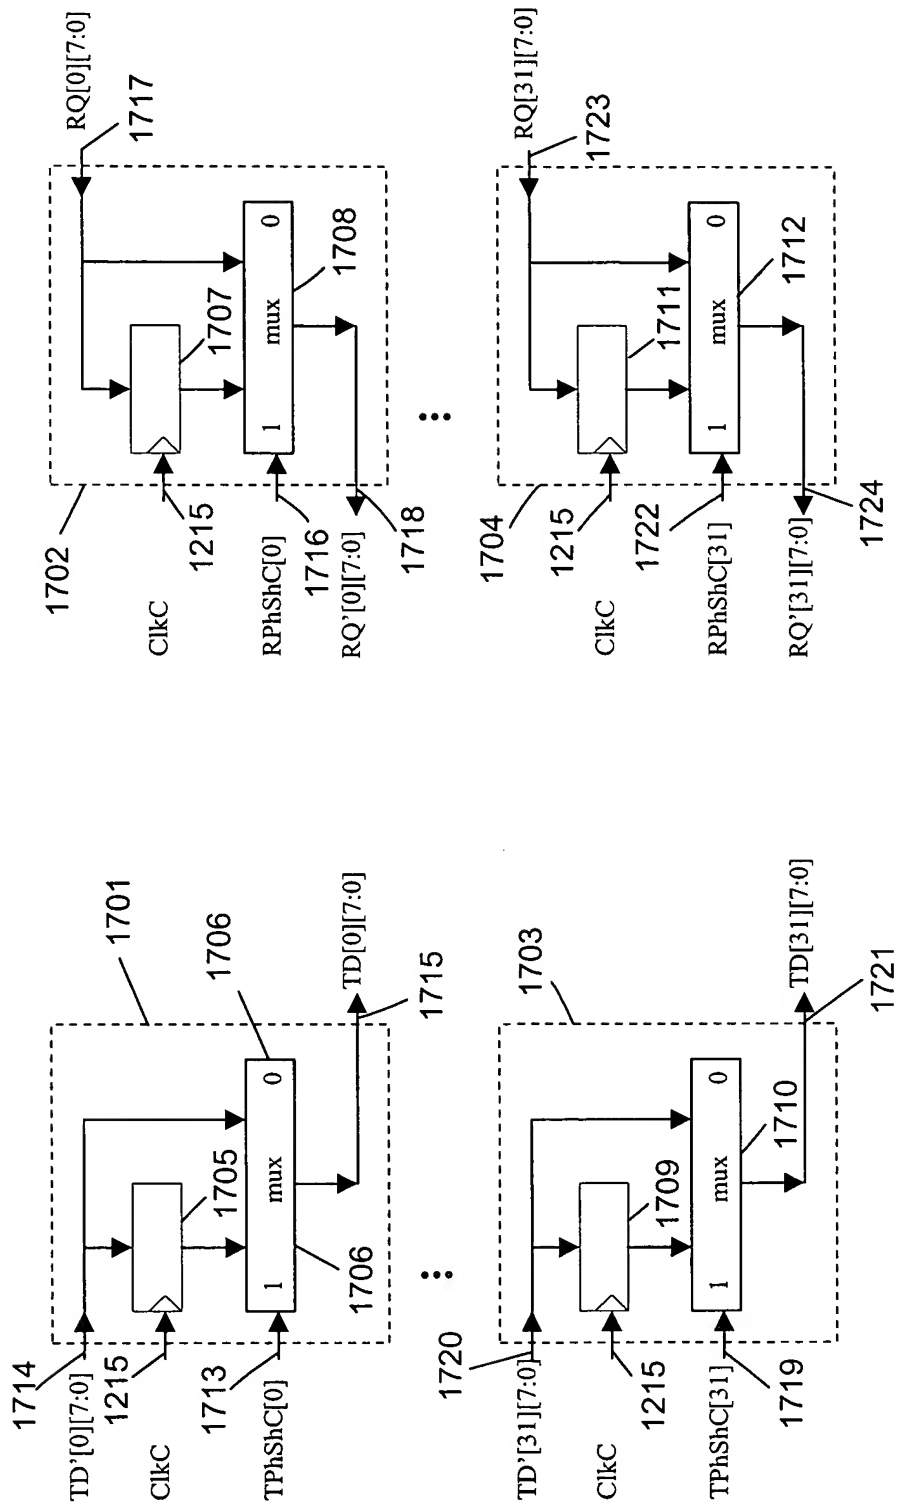 1714
TD'[0][7:0]
1215
ClkC
1713
TPhShC[0]
1705
1 mux 0
1706
1706
1701
TD[0][7:0]
1715
•••
1720
TD'[31][7:0]
1215
ClkC
TPhShC[31]
1719
1709
1 mux 0
1710
1703
TD[31][7:0]
1721
1702
1215
ClkC
RPhShC[0]
1716
RQ'[0][7:0]
1718
1707
1 mux 0
1708
RQ[0][7:0]
1717
•••
1704
1215
ClkC
1722
RPhShC[31]
RQ'[31][7:0]
1724
1711
1 mux 0
1712
RQ[31][7:0]
1723